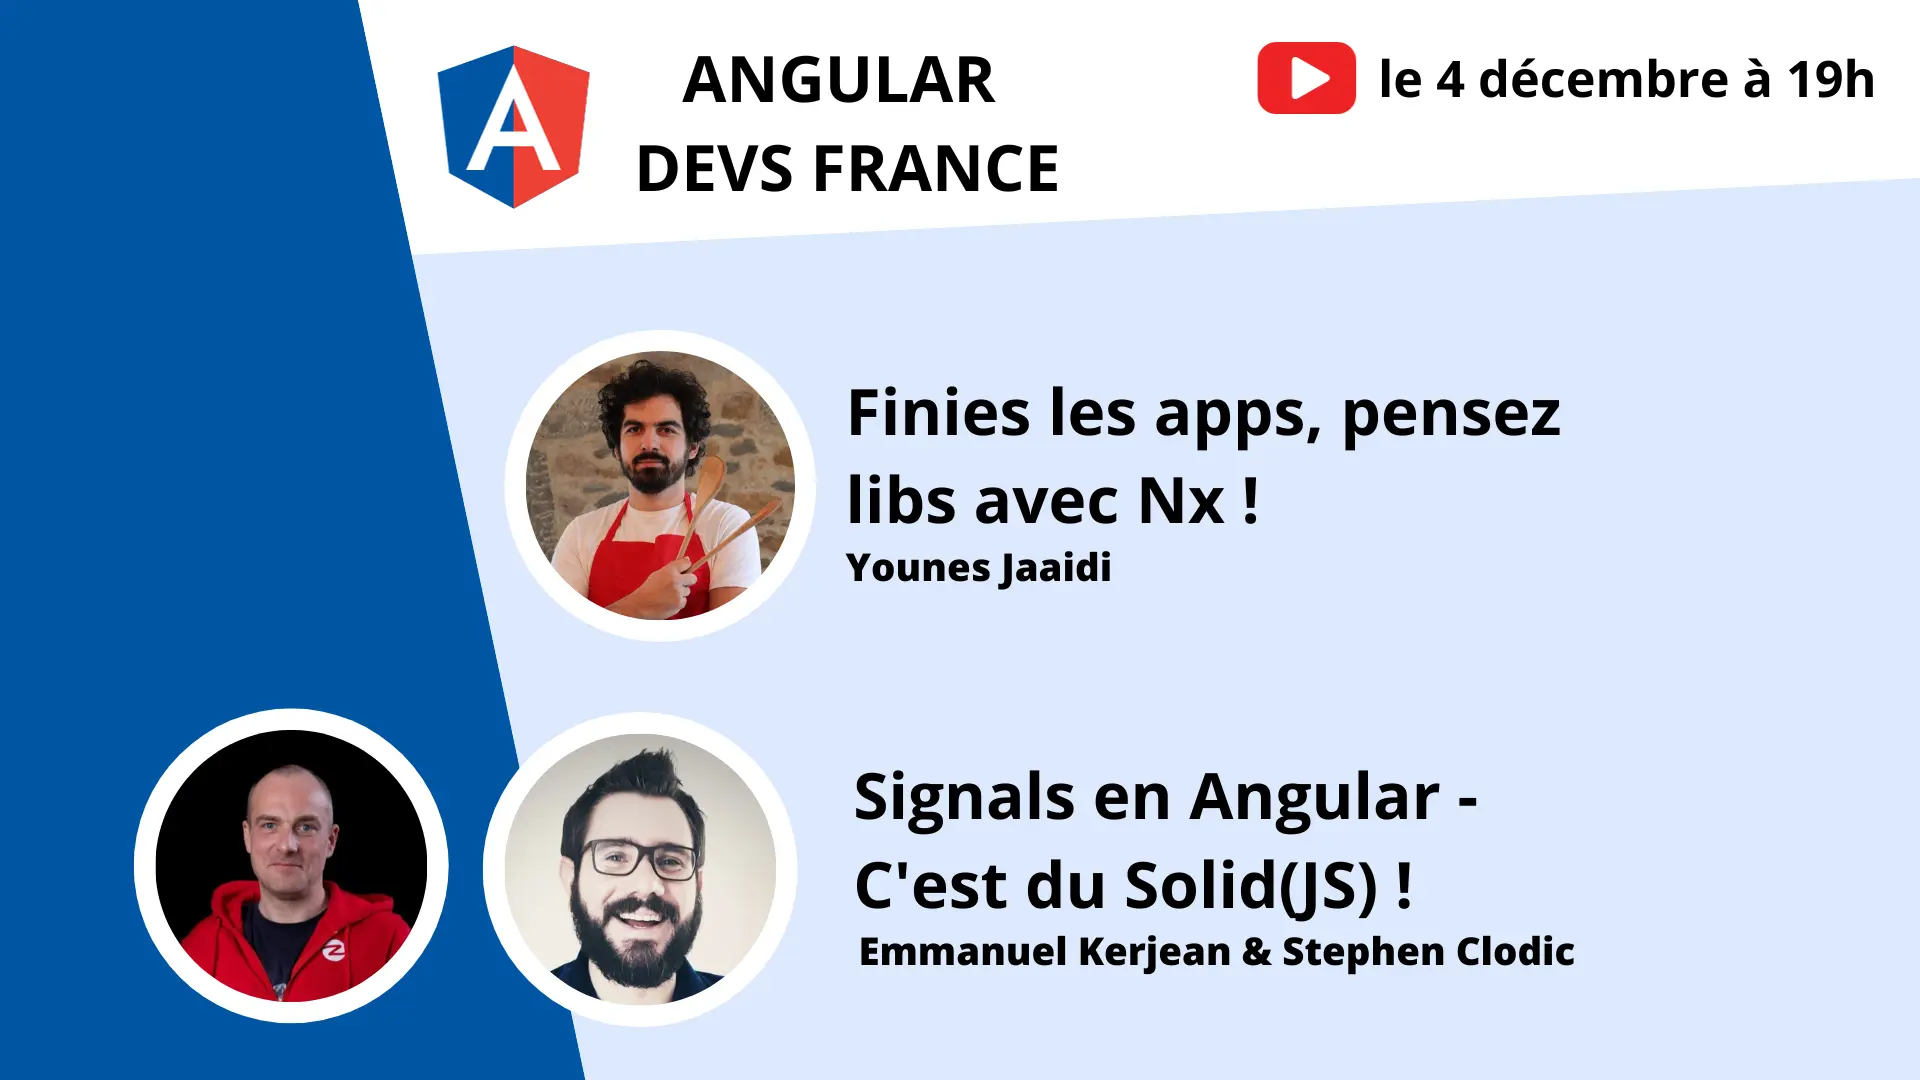 ANGULAR
DEVS FRANCE
le 4 décembre à 19h
Finies les apps, pensez
libs avec Nx !
Younes Jaaidi
Signals en Angular -
C'est du Solid(JS) !
Emmanuel Kerjean & Stephen Clodic